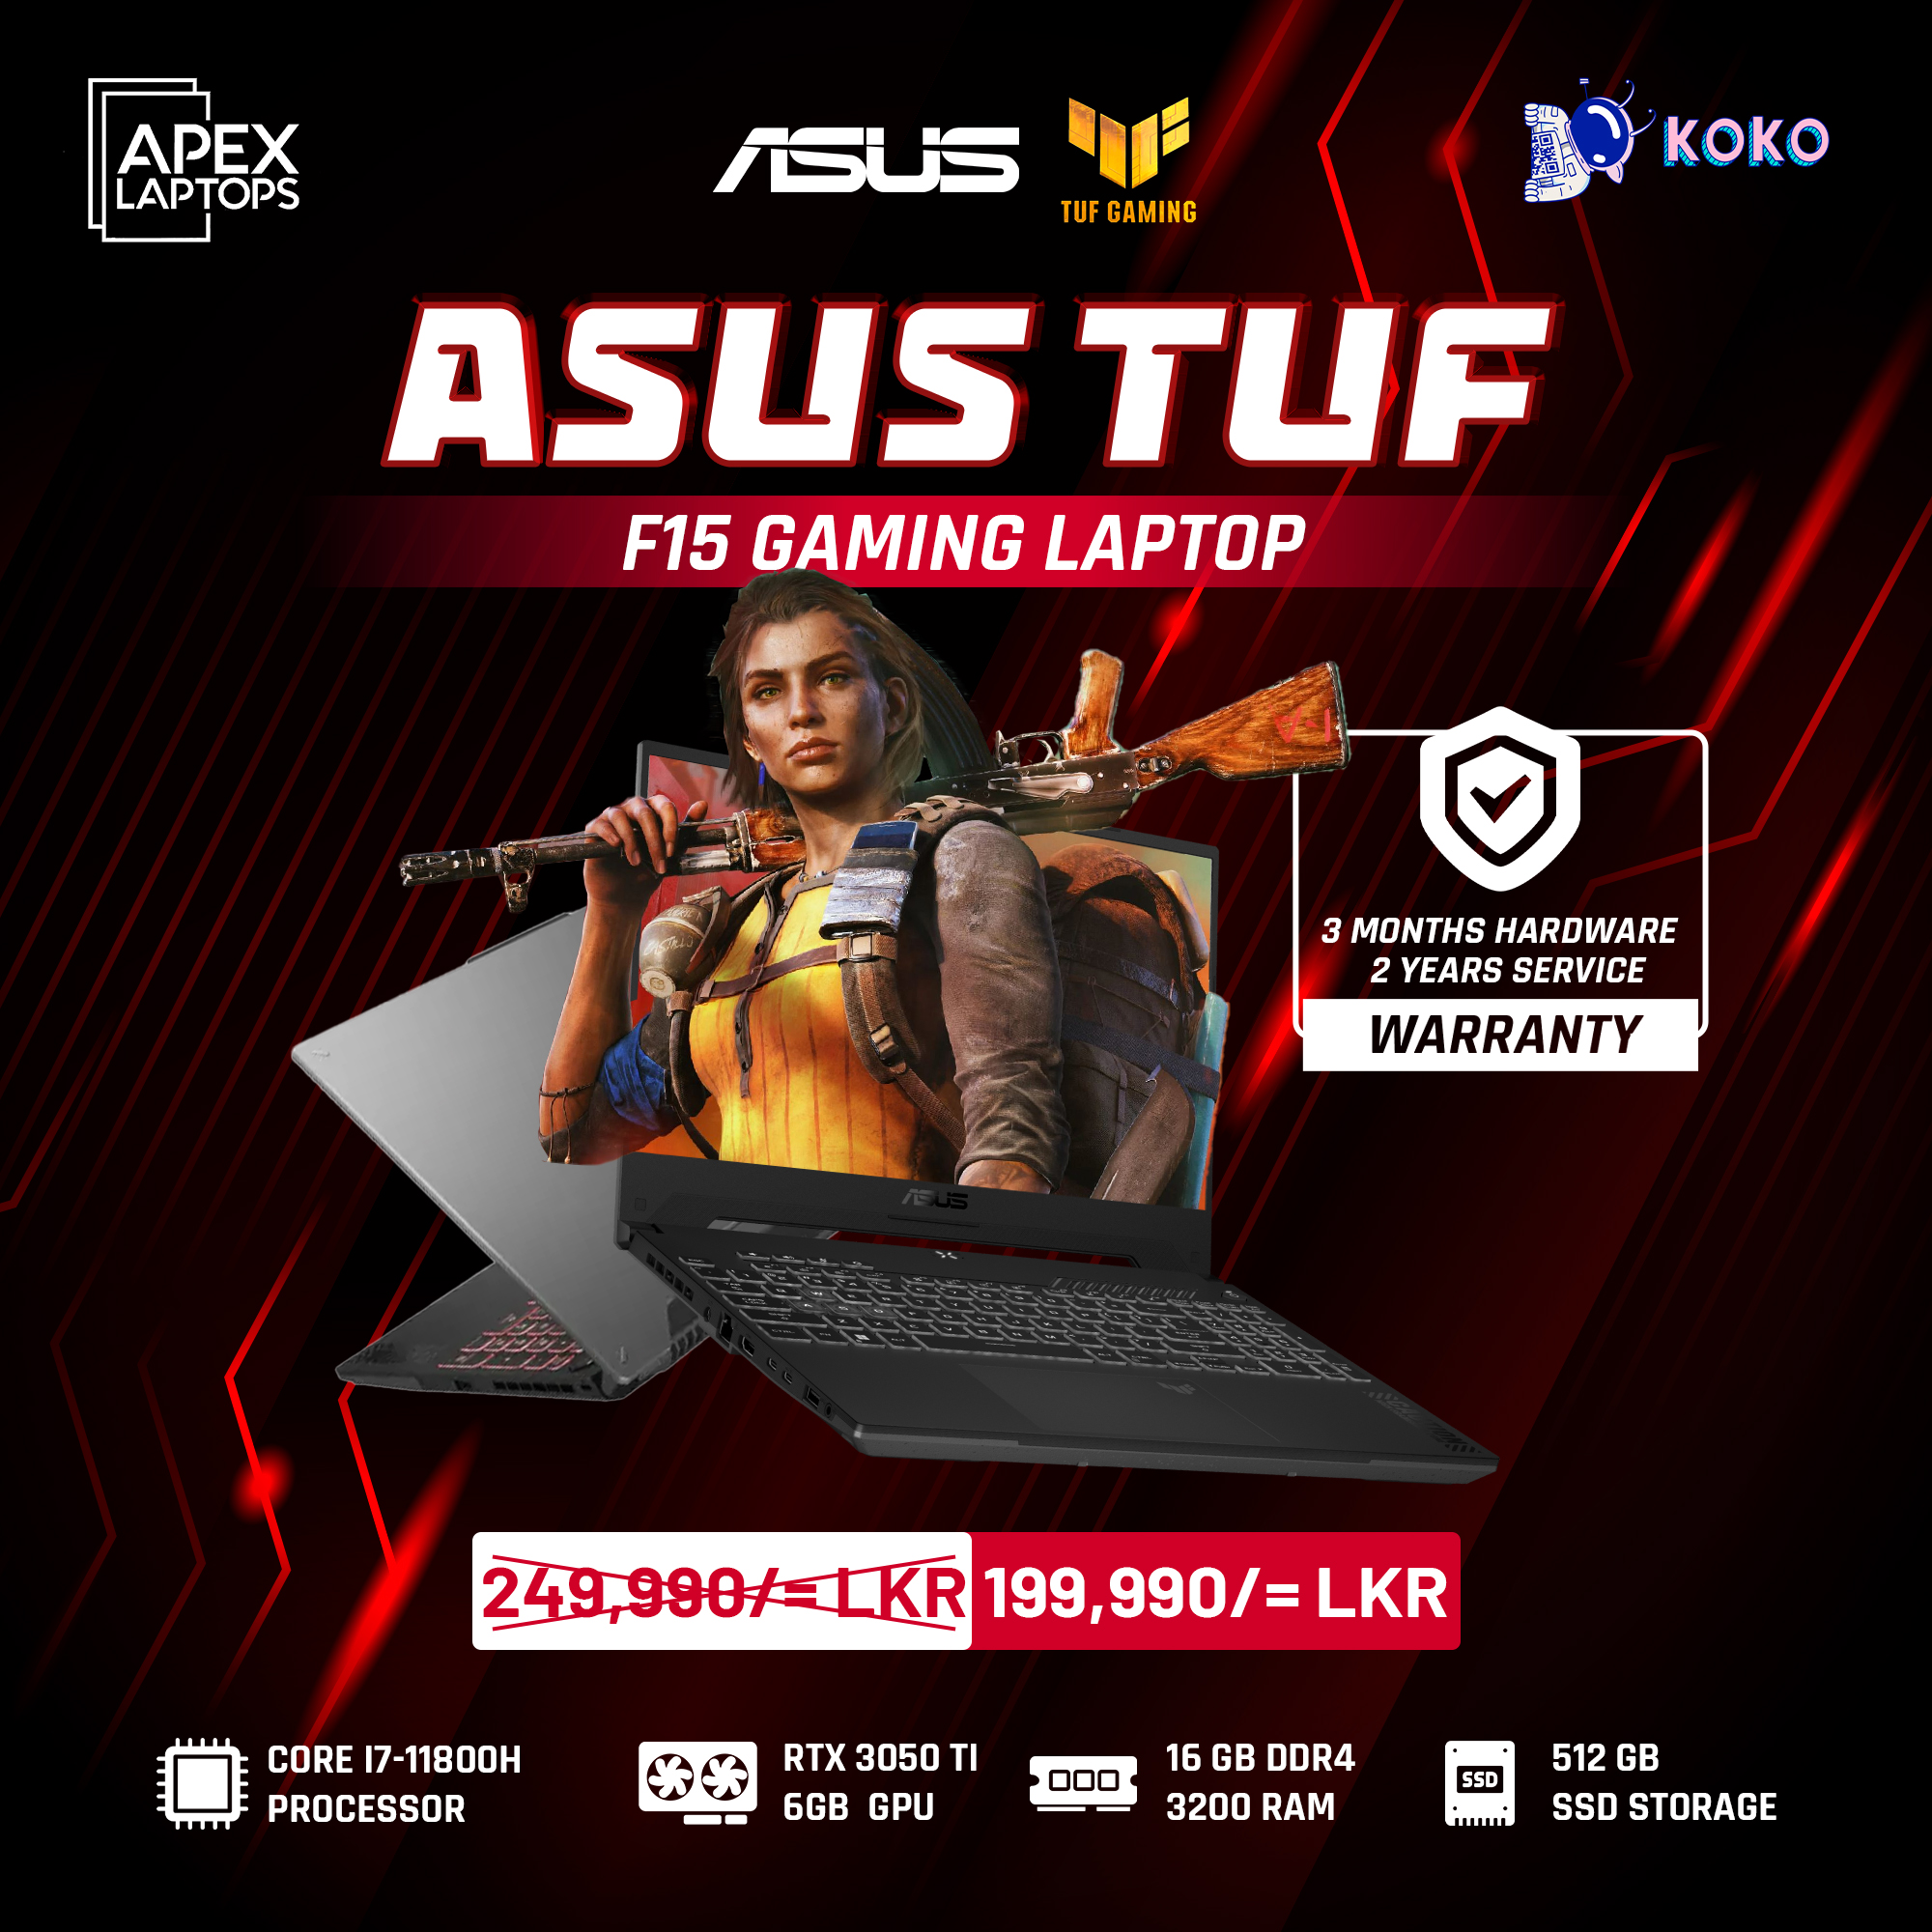 APEX
LAPTOPS
ASUS
TUF GAMING
KOKO
ASUS TUF
F15 GAMING LAPTOP
3 MONTHS HARDWARE
2 YEARS SERVICE
WARRANTY
ASUS
249,990/= LKR 199,990/= LKR
CORE I7-11800H
PROCESSOR
RTX 3050 TI
6GB GPU
16 GB DDR4
3200 RAM
SSD
512 GB
SSD STORAGE